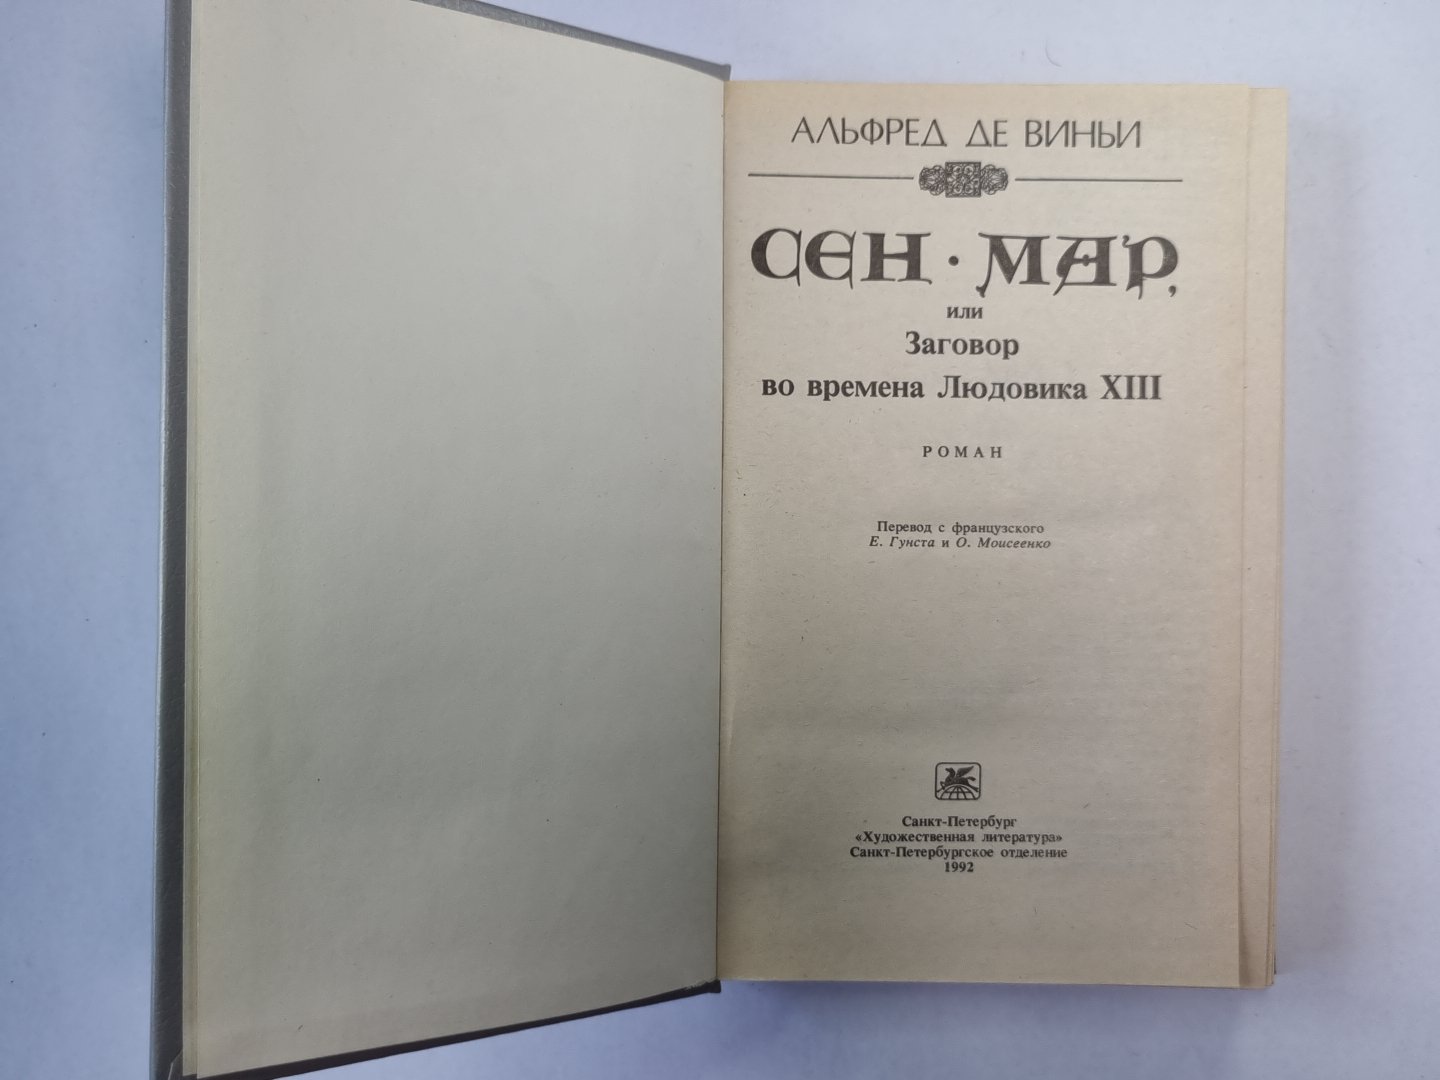 АЛЬФРЕД ДЕ ВИНЬИ
СЕН · МАР,
или
Заговор
во времена Людовика XIII
РОМАН
Перевод с французского
Е. Гунста и О. Моисеенко
Санкт-Петербург
«Художественная литература»
Санкт-Петербургское отделение
1992